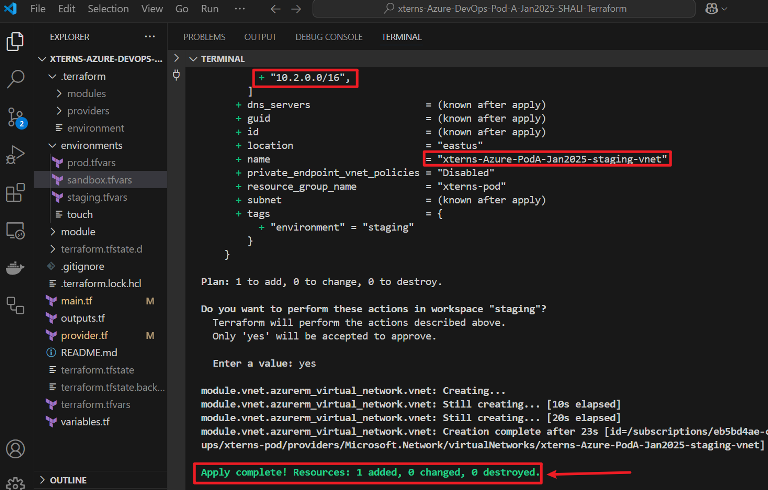 File Edit Selection View Go Run ··· xterns-Azure-DevOps-Pod-A-Jan2025-SHALI-Terraform
EXPLORER ···
XTERNS-AZURE-DEVOPS-...
.terraform
modules
providers
environment
environments
prod.tfvars
sandbox.tfvars
staging.tfvars
touch
module
terraform.tfstate.d
.gitignore
.terraform.lock.hcl
main.tf M
outputs.tf
provider.tf M
README.md
terraform.tfstate
terraform.tfstate.back...
terraform.tfvars
variables.tf
OUTLINE
2
PROBLEMS OUTPUT DEBUG CONSOLE TERMINAL
TERMINAL
+ "10.2.0.0/16",
]
+ dns_servers = (known after apply)
+ guid = (known after apply)
+ id = (known after apply)
+ location = "eastus"
+ name = "xterns-Azure-PodA-Jan2025-staging-vnet"
+ private_endpoint_vnet_policies = "Disabled"
+ resource_group_name = "xterns-pod"
+ subnet = (known after apply)
+ tags = {
+ "environment" = "staging"
}
}
Plan: 1 to add, 0 to change, 0 to destroy.
Do you want to perform these actions in workspace "staging"?
Terraform will perform the actions described above.
Only 'yes' will be accepted to approve.
Enter a value: yes
module.vnet.azurerm_virtual_network.vnet: Creating...
module.vnet.azurerm_virtual_network.vnet: Still creating... [10s elapsed]
module.vnet.azurerm_virtual_network.vnet: Still creating... [20s elapsed]
module.vnet.azurerm_virtual_network.vnet: Creation complete after 23s [id=/subscriptions/eb5bd4ae-
ups/xterns-pod/providers/Microsoft.Network/virtualNetworks/xterns-Azure-PodA-Jan2025-staging-vnet]
Apply complete! Resources: 1 added, 0 changed, 0 destroyed.